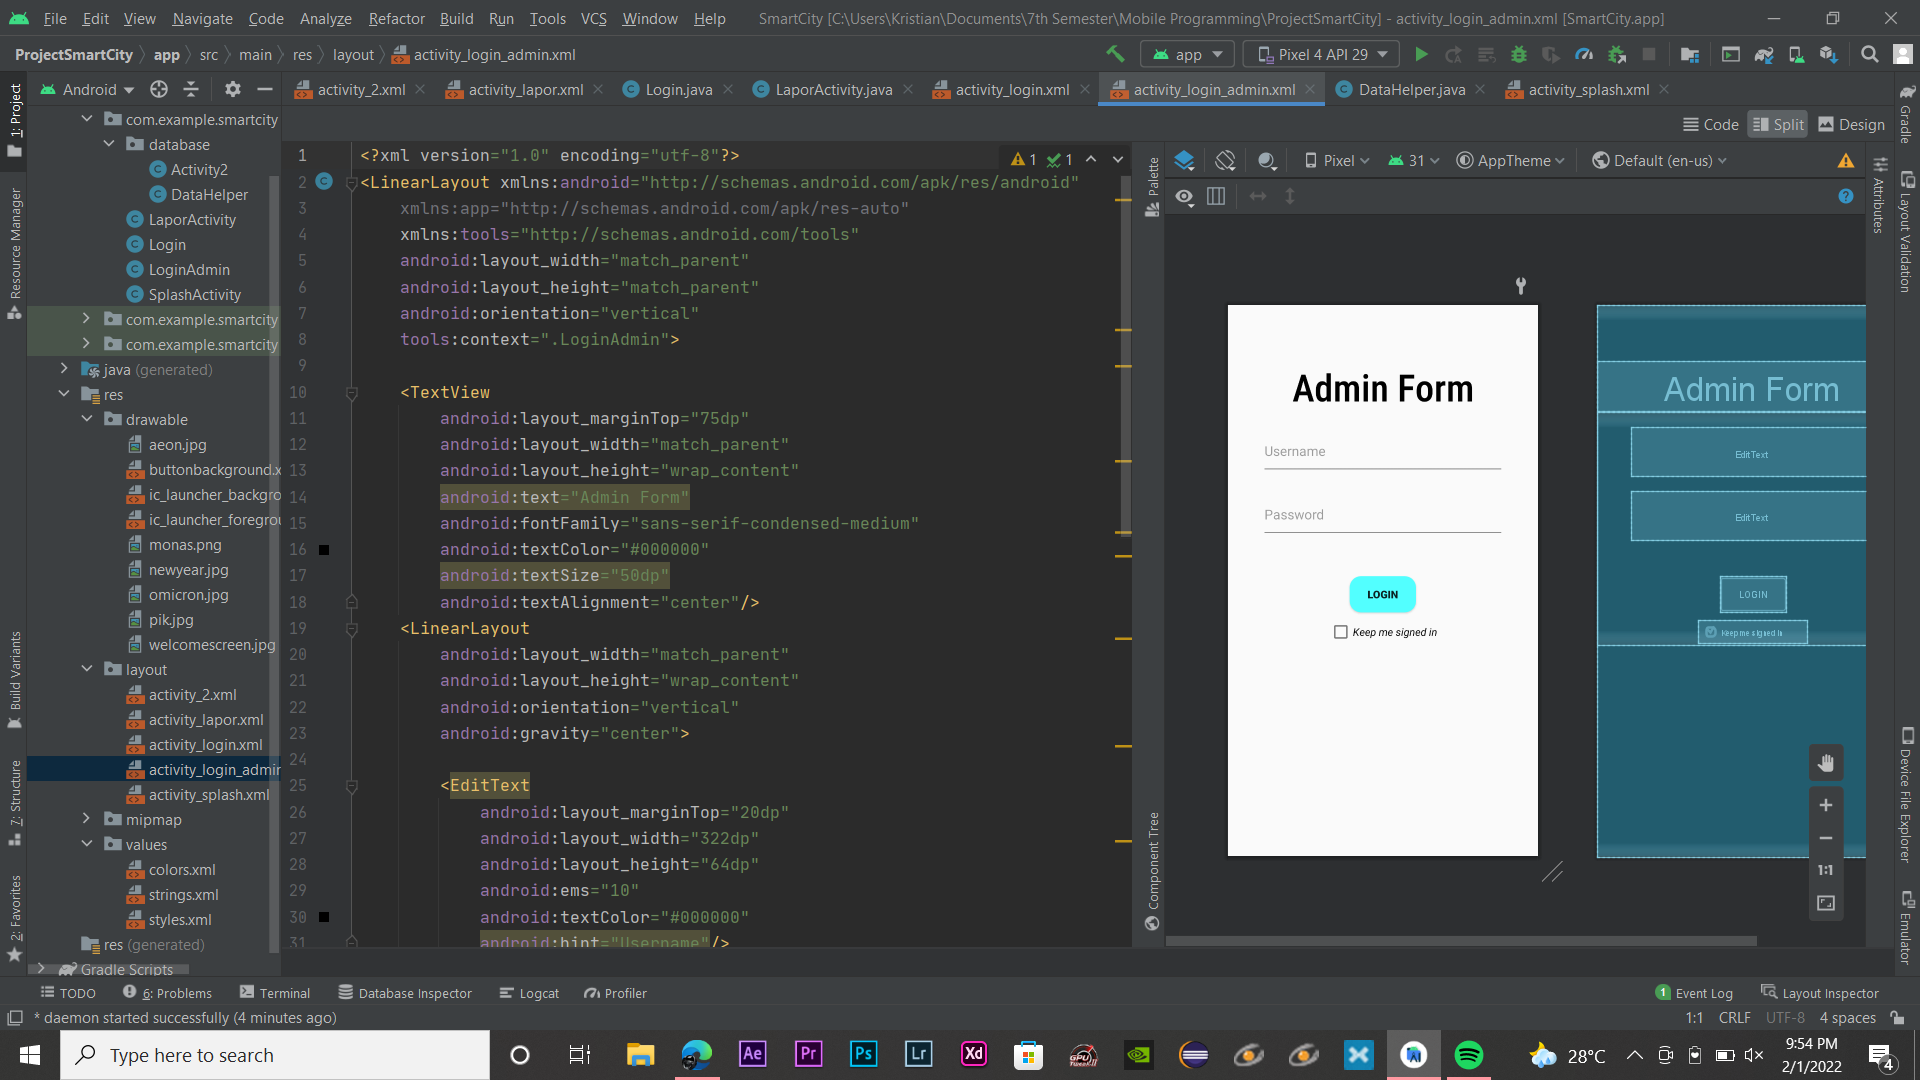 File Edit View Navigate Code Analyze Refactor Build Run Tools VCS Window Help SmartCity [C:\Users\Kristian\Documents\7th Semester\Mobile Programming\ProjectSmartCity] - activity_login_admin.xml [SmartCity.app]
ProjectSmartCity app src main res layout activity_login_admin.xml app Pixel 4 API 29
Android activity_2.xml activity_lapor.xml Login.java LaporActivity.java activity_login.xml activity_login_admin.xml DataHelper.java activity_splash.xml
Code Split Design
1: Project
Resource Manager
Build Variants
7: Structure
2: Favorites
com.example.smartcity
database
Activity2
DataHelper
LaporActivity
Login
LoginAdmin
SplashActivity
com.example.smartcity
com.example.smartcity
java (generated)
res
drawable
aeon.jpg
buttonbackground.x
ic_launcher_backgro
ic_launcher_foregrou
monas.png
newyear.jpg
omicron.jpg
pik.jpg
welcomescreen.jpg
layout
activity_2.xml
activity_lapor.xml
activity_login.xml
activity_login_admin
activity_splash.xml
mipmap
values
colors.xml
strings.xml
styles.xml
res (generated)
Gradle Scripts
1 <?xml version="1.0" encoding="utf-8"?>
2 <LinearLayout xmlns:android="http://schemas.android.com/apk/res/android"
3 xmlns:app="http://schemas.android.com/apk/res-auto"
4 xmlns:tools="http://schemas.android.com/tools"
5 android:layout_width="match_parent"
6 android:layout_height="match_parent"
7 android:orientation="vertical"
8 tools:context=".LoginAdmin">
9
10 <TextView
11 android:layout_marginTop="75dp"
12 android:layout_width="match_parent"
13 android:layout_height="wrap_content"
14 android:text="Admin Form"
15 android:fontFamily="sans-serif-condensed-medium"
16 android:textColor="#000000"
17 android:textSize="50dp"
18 android:textAlignment="center"/>
19 <LinearLayout
20 android:layout_width="match_parent"
21 android:layout_height="wrap_content"
22 android:orientation="vertical"
23 android:gravity="center">
24
25 <EditText
26 android:layout_marginTop="20dp"
27 android:layout_width="322dp"
28 android:layout_height="64dp"
29 android:ems="10"
30 android:textColor="#000000"
31 android:hint="Username"/>
1 1
Palette
Component Tree
Pixel 31 AppTheme Default (en-us)
Admin Form
Username
Password
LOGIN
Keep me signed in
Admin Form
EditText
EditText
LOGIN
Keep me signed in
1:1
Attributes
Gradle
Layout Validation
Device File Explorer
Emulator
TODO 6: Problems Terminal Database Inspector Logcat Profiler 1 Event Log Layout Inspector
* daemon started successfully (4 minutes ago) 1:1 CRLF UTF-8 4 spaces
Type here to search Ae Pr Ps Lr Xd 28°C 9:54 PM
2/1/2022 4